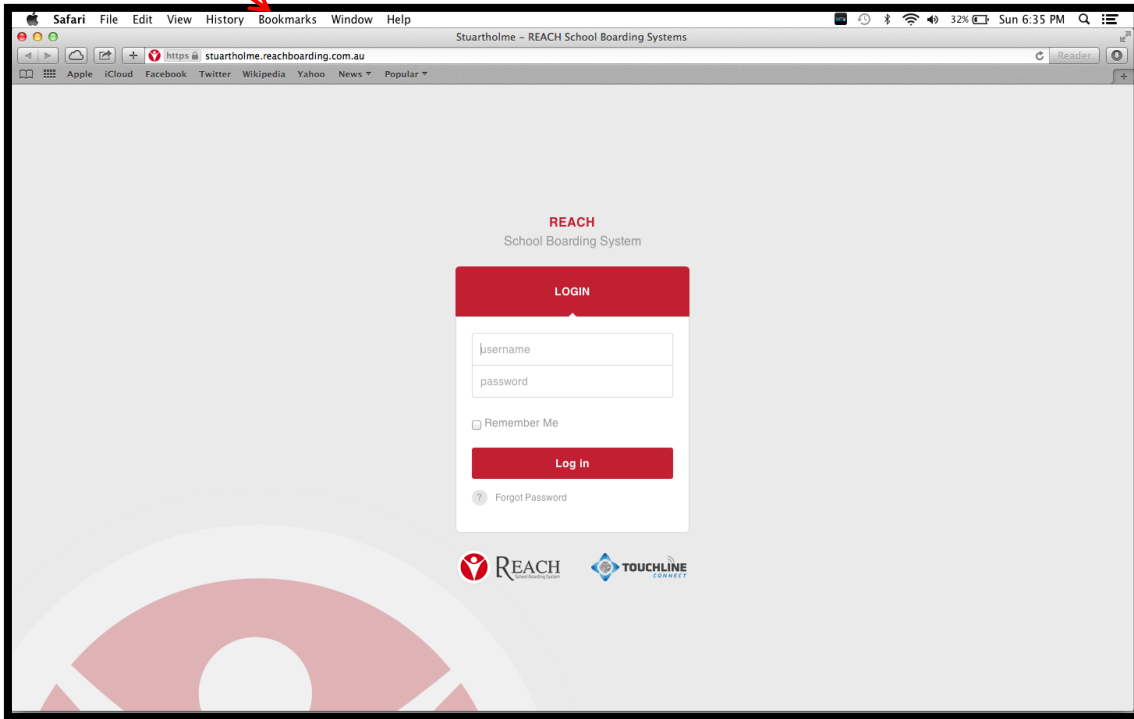 Safari File Edit View History Bookmarks Window Help 32% Sun 6:35 PM
Stuartholme – REACH School Boarding Systems
https stuartholme.reachboarding.com.au Reader
Apple iCloud Facebook Twitter Wikipedia Yahoo News Popular
REACH
School Boarding System
LOGIN
username
password
Remember Me
Log in
? Forgot Password
REACH
School Boarding System
TOUCHLINE
CONNECT